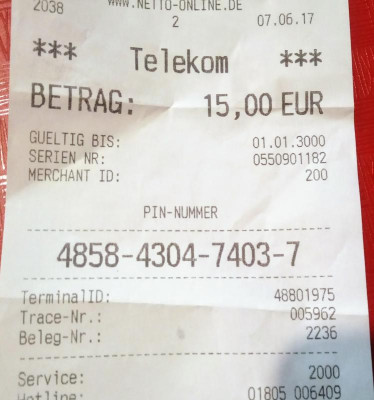 2038 WWW.NETTO-ONLINE.DE
2 07.06.17
*** Telekom ***
BETRAG: 15,00 EUR
GUELTIG BIS: 01.01.3000
SERIEN NR: 0550901182
MERCHANT ID: 200
PIN-NUMMER
4858-4304-7403-7
TerminalID: 48801975
Trace-Nr.: 005962
Beleg-Nr.: 2236
Service: 2000
Hotline: 01805 006409